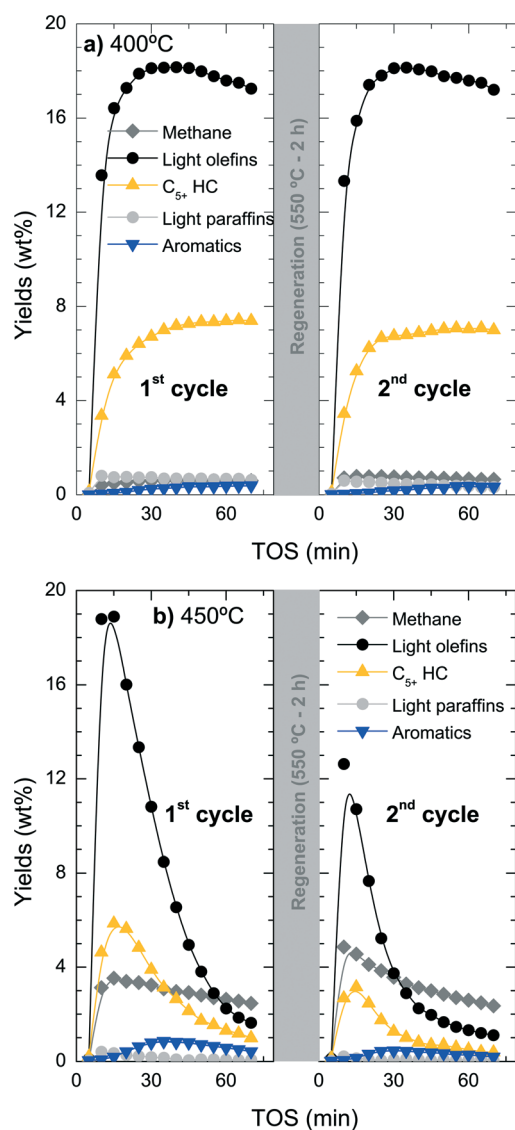 20
a) 400ºC
16
12
8
4
0
Yields (wt%)
Methane
Light olefins
C5+ HC
Light paraffins
Aromatics
1st cycle
Regeneration (550 ºC - 2 h)
2nd cycle
0 30 60 0 30 60
TOS (min)
TOS (min)
20
b) 450ºC
16
12
8
4
0
Yields (wt%)
1st cycle
Regeneration (550 ºC - 2 h)
Methane
Light olefins
C5+ HC
Light paraffins
Aromatics
2nd cycle
0 30 60 0 30 60
TOS (min)
TOS (min)